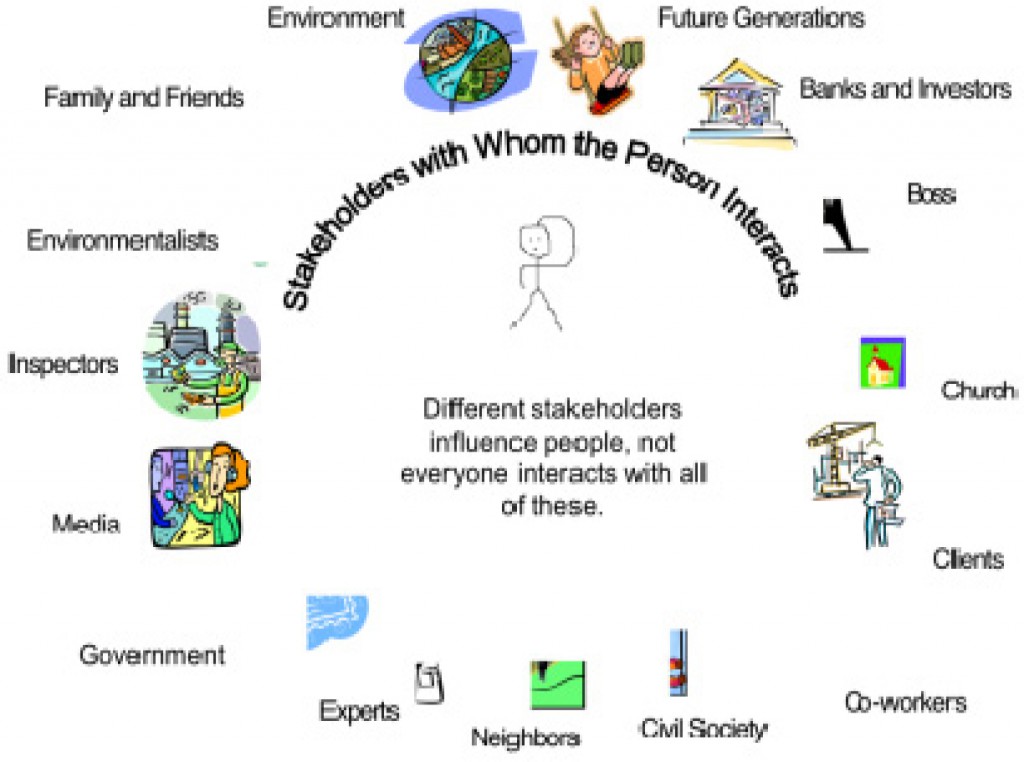 Environment
Future Generations
Family and Friends
Banks and Investors
Stakeholders with Whom the Person Interacts
Boss
Environmentalists
Inspectors
Church
Different stakeholders
influence people, not
everyone interacts with all
of these.
Media
Clients
Government
Experts
Neighbors
Civil Society
Co-workers